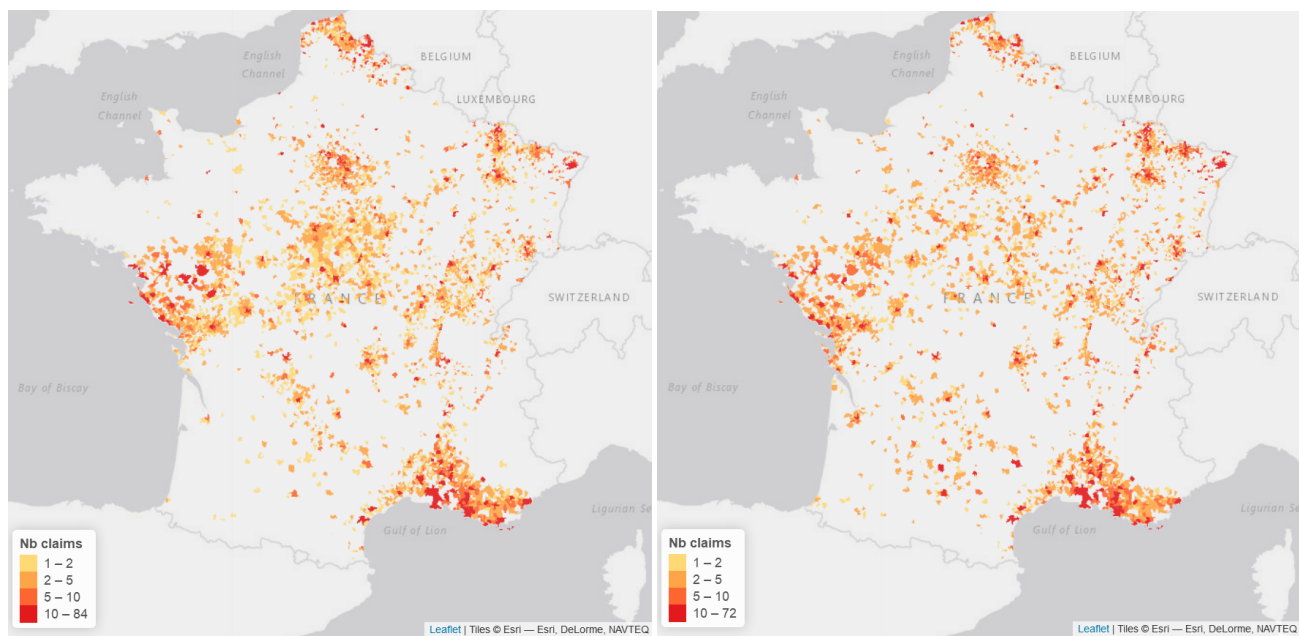 English
Channel
BELGIUM
English
Channel
LUXEMBOURG
FRANCE
SWITZERLAND
Bay of Biscay
Gulf of Lion
Ligurian Se
Nb claims
1 – 2
2 – 5
5 – 10
10 – 84
Leaflet | Tiles © Esri — Esri, DeLorme, NAVTEQ
English
Channel
BELGIUM
English
Channel
LUXEMBOURG
FRANCE
SWITZERLAND
Bay of Biscay
Gulf of Lion
Ligurian Se
Nb claims
1 – 2
2 – 5
5 – 10
10 – 72
Leaflet | Tiles © Esri — Esri, DeLorme, NAVTEQ